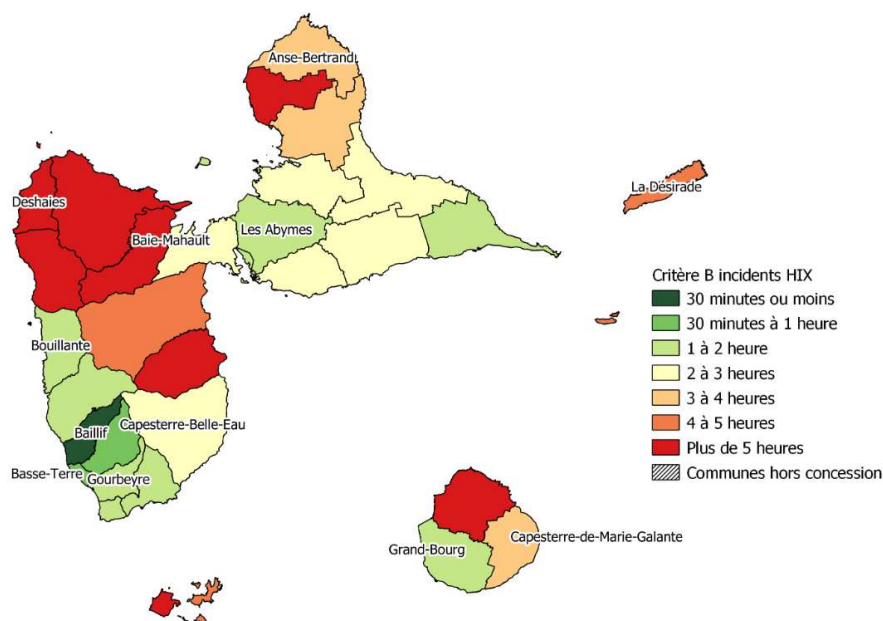 Anse-Bertrand
La Désirade
Deshaies
Les Abymes
Baie-Mahault
Critère B incidents HIX
30 minutes ou moins
30 minutes à 1 heure
1 à 2 heure
2 à 3 heures
3 à 4 heures
4 à 5 heures
Plus de 5 heures
Communes hors concession
Bouillante
Capesterre-Belle-Eau
Baillif
Basse-Terre
Gourbeyre
Capesterre-de-Marie-Galante
Grand-Bourg